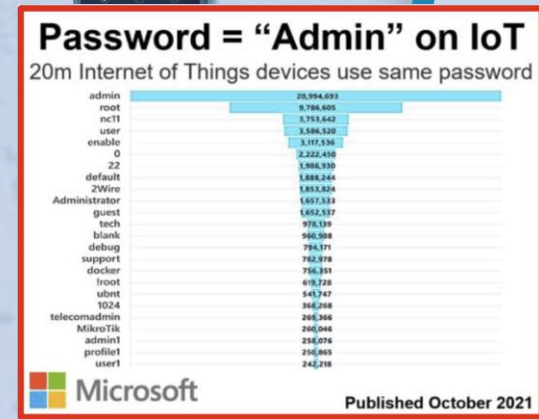 Password = “Admin” on IoT
20m Internet of Things devices use same password
admin 20,994,693
root 9,786,605
nc11 3,753,642
user 3,586,520
enable 3,117,536
0 2,222,450
22 1,986,930
default 1,888,244
2Wire 1,853,824
Administrator 1,657,533
guest 1,652,537
tech 978,139
blank 960,988
debug 794,171
support 782,978
docker 756,351
!root 619,728
ubnt 541,747
1024 368,268
telecomadmin 269,366
MikroTik 260,046
admin1 258,076
profile1 250,865
user1 242,218
Microsoft
Published October 2021